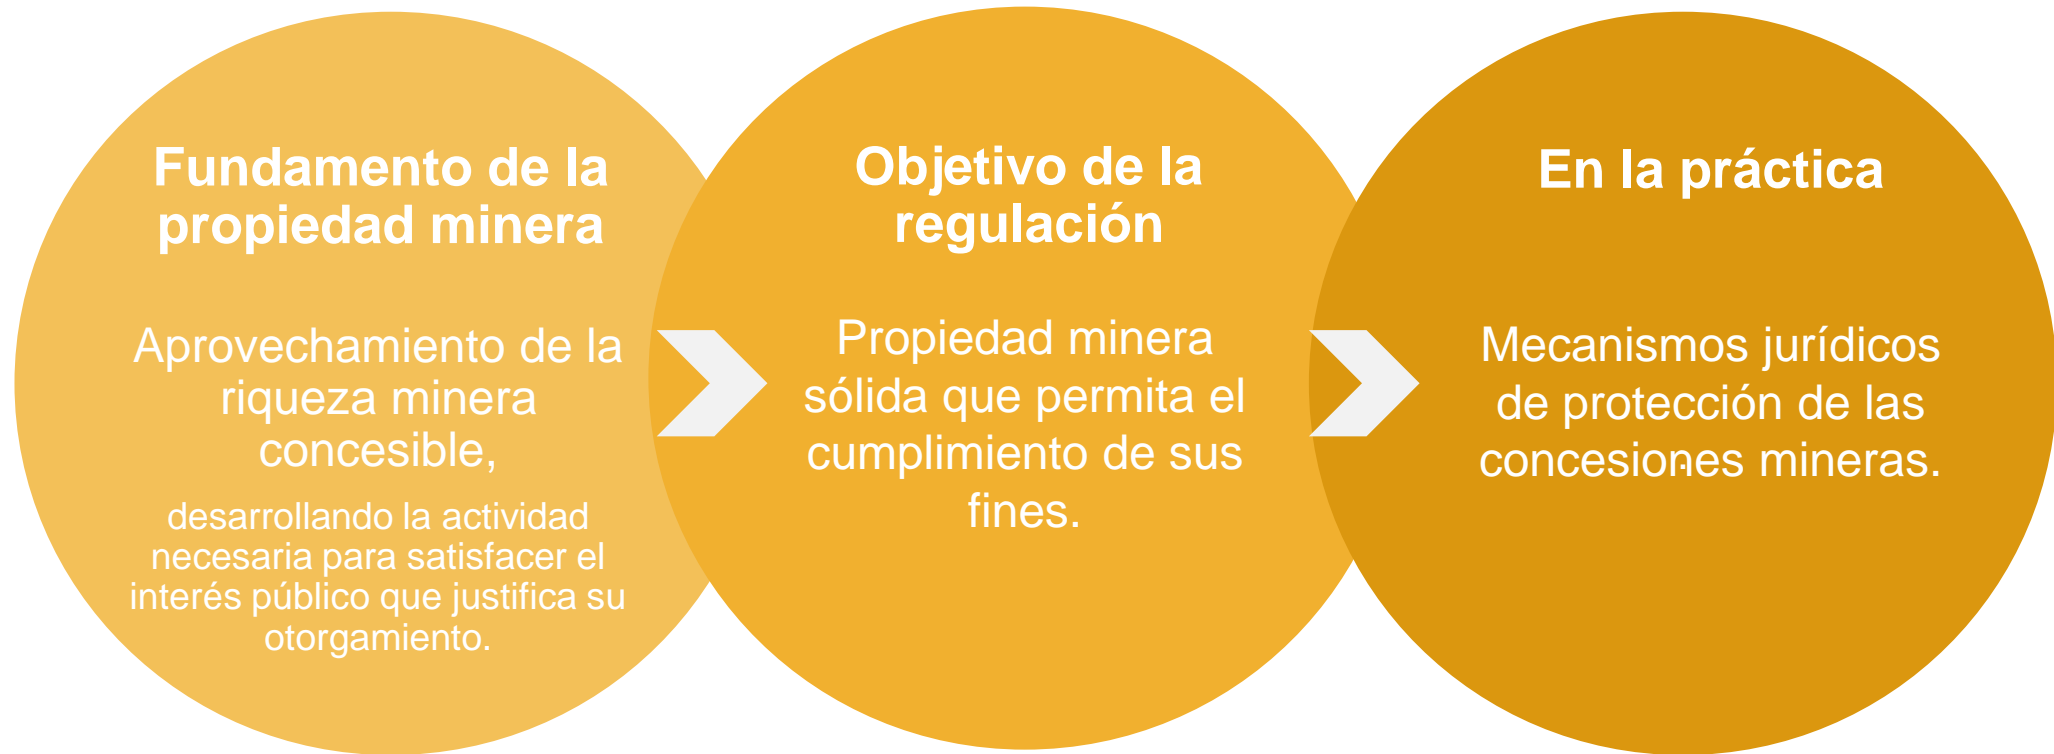 Fundamento de la
propiedad minera
Aprovechamiento de la
riqueza minera
concesible,
desarrollando la actividad
necesaria para satisfacer el
interés público que justifica su
otorgamiento.
Objetivo de la
regulación
Propiedad minera
sólida que permita el
cumplimiento de sus
fines.
En la práctica
Mecanismos jurídicos
de protección de las
concesiones mineras.
.